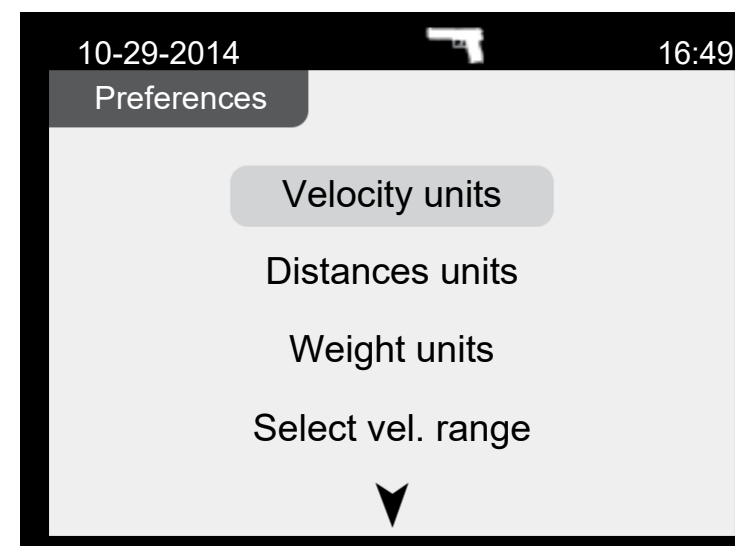 10-29-2014 16:49
Preferences
Velocity units
Distances units
Weight units
Select vel. range